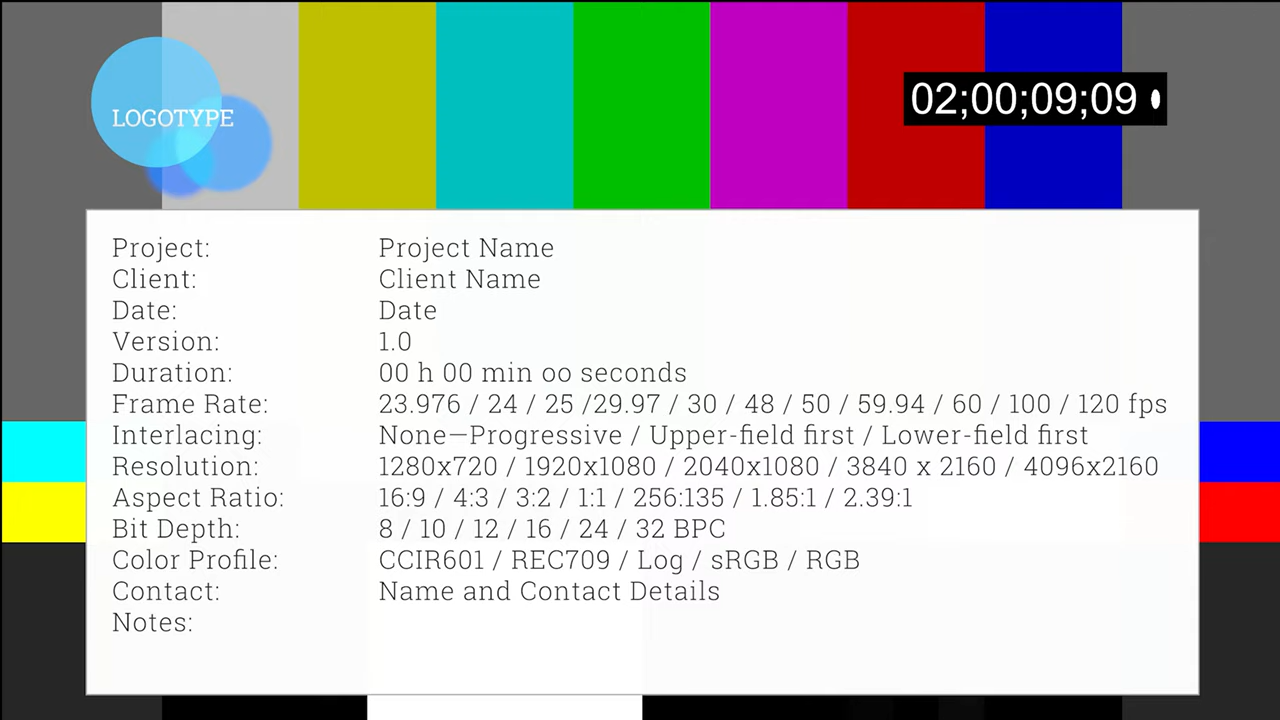 LOGOTYPE
02;00;09;09
Project: Project Name
Client: Client Name
Date: Date
Version: 1.0
Duration: 00 h 00 min oo seconds
Frame Rate: 23.976 / 24 / 25 /29.97 / 30 / 48 / 50 / 59.94 / 60 / 100 / 120 fps
Interlacing: None—Progressive / Upper-field first / Lower-field first
Resolution: 1280x720 / 1920x1080 / 2040x1080 / 3840 x 2160 / 4096x2160
Aspect Ratio: 16:9 / 4:3 / 3:2 / 1:1 / 256:135 / 1.85:1 / 2.39:1
Bit Depth: 8 / 10 / 12 / 16 / 24 / 32 BPC
Color Profile: CCIR601 / REC709 / Log / sRGB / RGB
Contact: Name and Contact Details
Notes: